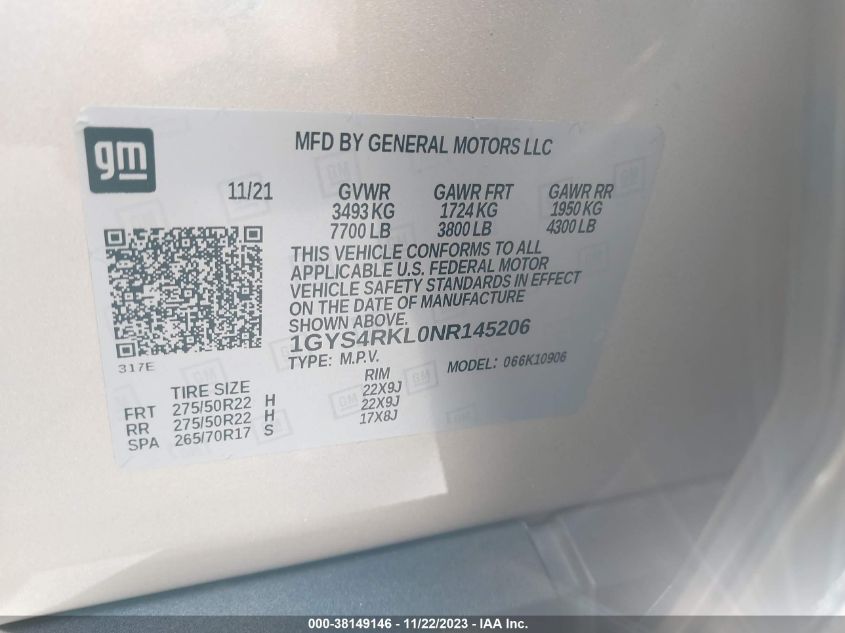 gm
MFD BY GENERAL MOTORS LLC
11/21 GVWR GAWR FRT GAWR RR
3493 KG 1724 KG 1950 KG
7700 LB 3800 LB 4300 LB
THIS VEHICLE CONFORMS TO ALL
APPLICABLE U.S. FEDERAL MOTOR
VEHICLE SAFETY STANDARDS IN EFFECT
ON THE DATE OF MANUFACTURE
SHOWN ABOVE.
1GYS4RKL0NR145206
317E
TYPE: M.P.V. MODEL: 066K10906
TIRE SIZE RIM
FRT 275/50R22 H 22X9J
RR 275/50R22 H 22X9J
SPA 265/70R17 S 17X8J
000-38149146 - 11/22/2023 - IAA Inc.